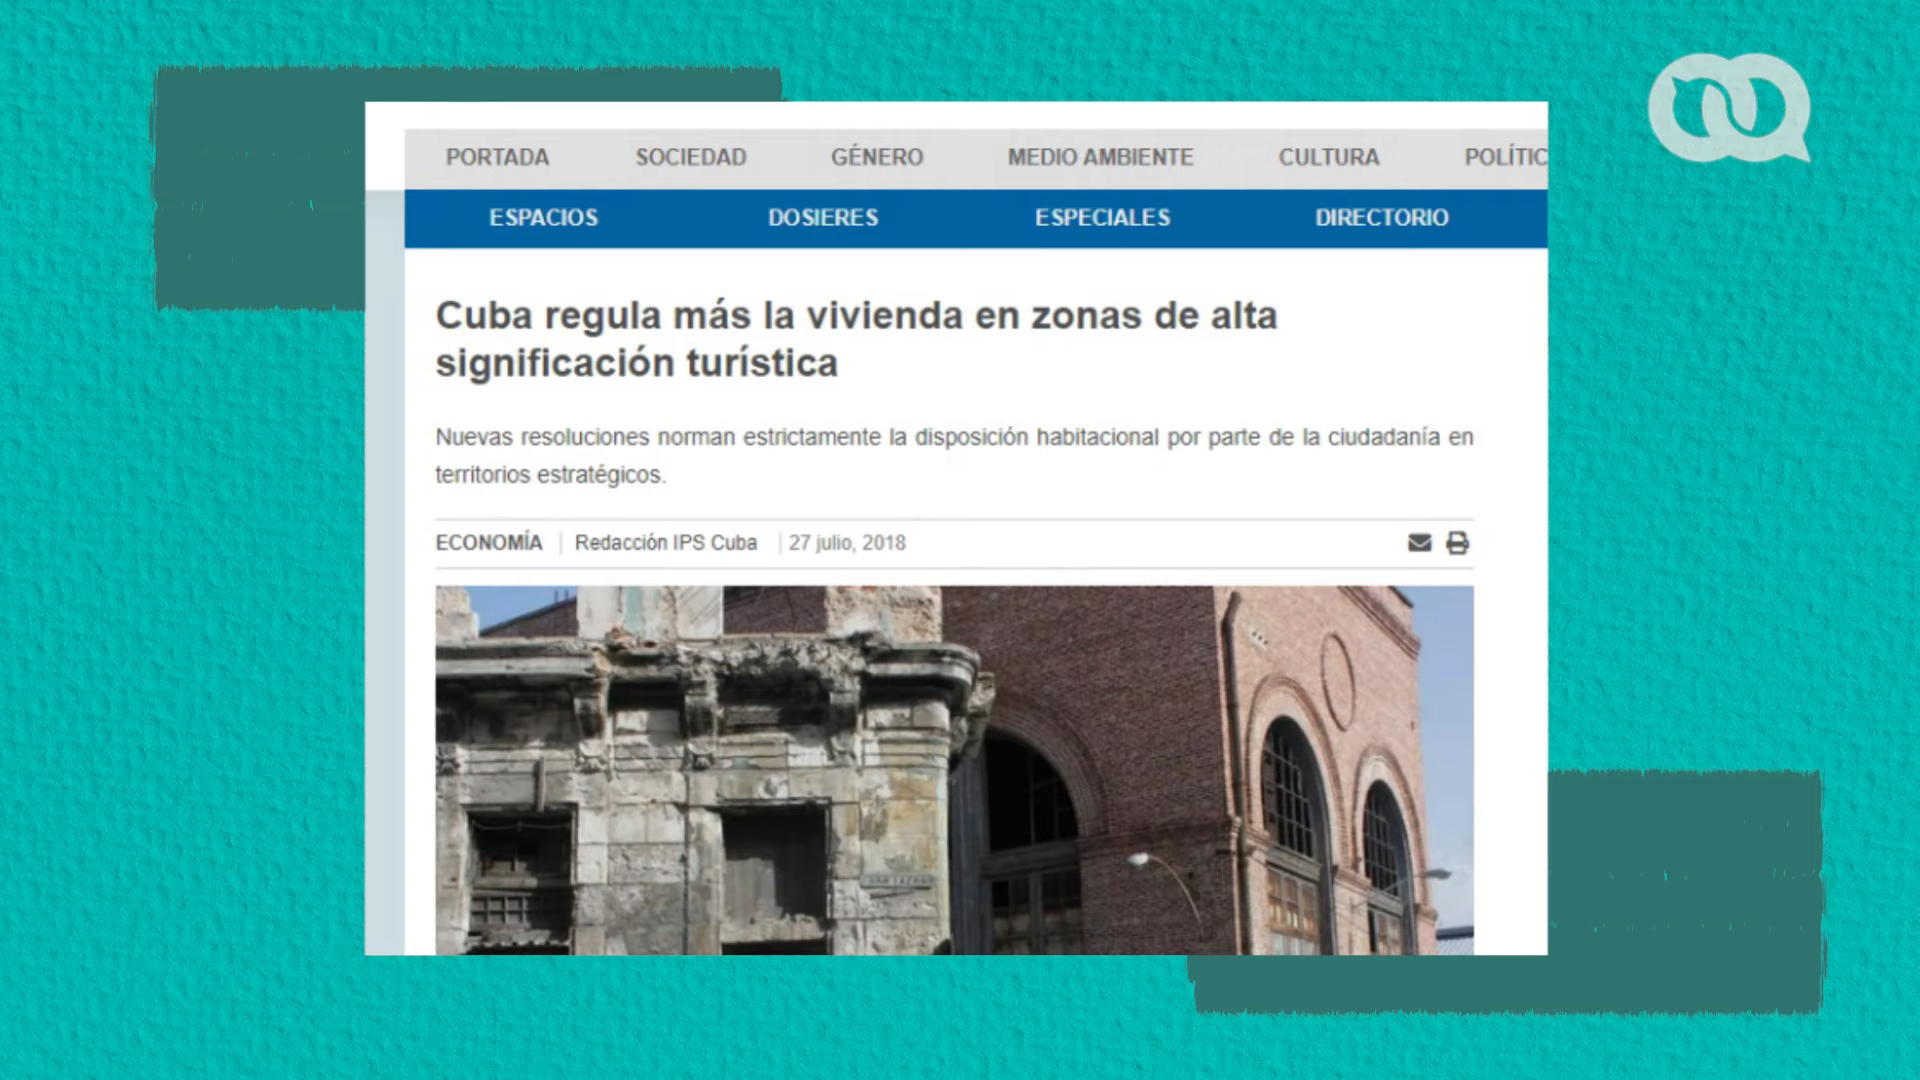 PORTADA SOCIEDAD GÉNERO MEDIO AMBIENTE CULTURA POLÍTIC
ESPACIOS DOSIERES ESPECIALES DIRECTORIO
Cuba regula más la vivienda en zonas de alta
significación turística
Nuevas resoluciones norman estrictamente la disposición habitacional por parte de la ciudadanía en
territorios estratégicos.
ECONOMÍA Redacción IPS Cuba 27 julio, 2018